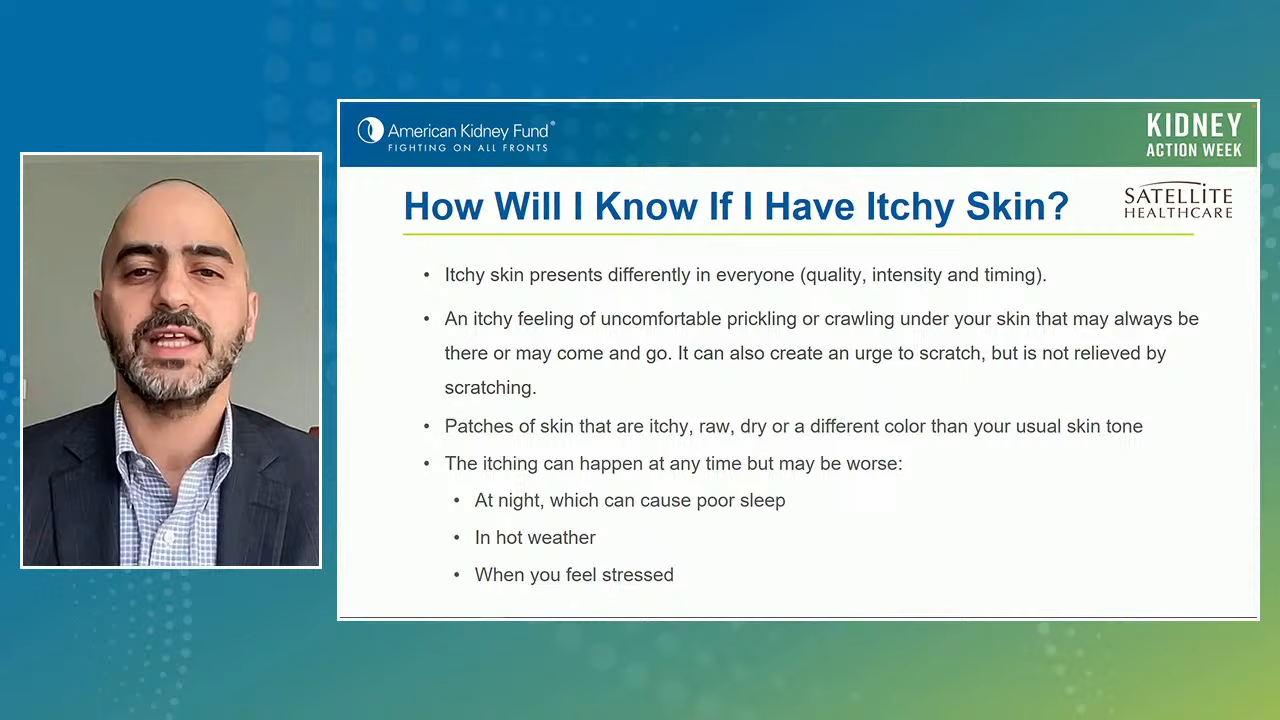 American Kidney Fund®
FIGHTING ON ALL FRONTS
KIDNEY
ACTION WEEK
How Will I Know If I Have Itchy Skin?
SATELLITE
HEALTHCARE
• Itchy skin presents differently in everyone (quality, intensity and timing).
• An itchy feeling of uncomfortable prickling or crawling under your skin that may always be
there or may come and go. It can also create an urge to scratch, but is not relieved by
scratching.
• Patches of skin that are itchy, raw, dry or a different color than your usual skin tone
• The itching can happen at any time but may be worse:
• At night, which can cause poor sleep
• In hot weather
• When you feel stressed